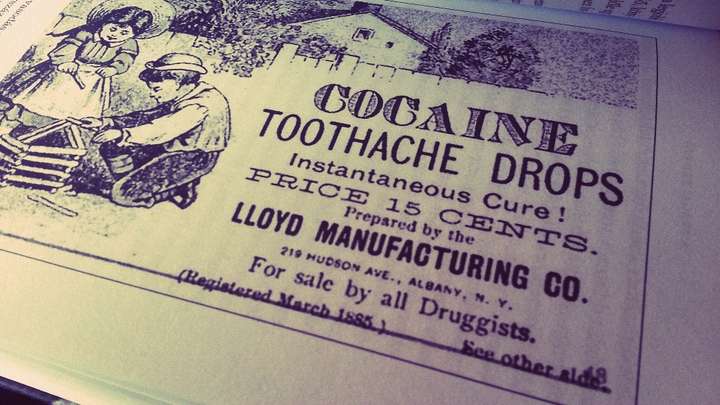 COCAINE
TOOTHACHE DROPS
Instantaneous Cure!
PRICE 15 CENTS.
Prepared by the
LLOYD MANUFACTURING CO.
219 HUDSON AVE., ALBANY, N. Y.
For sale by all Druggists.
(Registered March 1885.)
See other side.